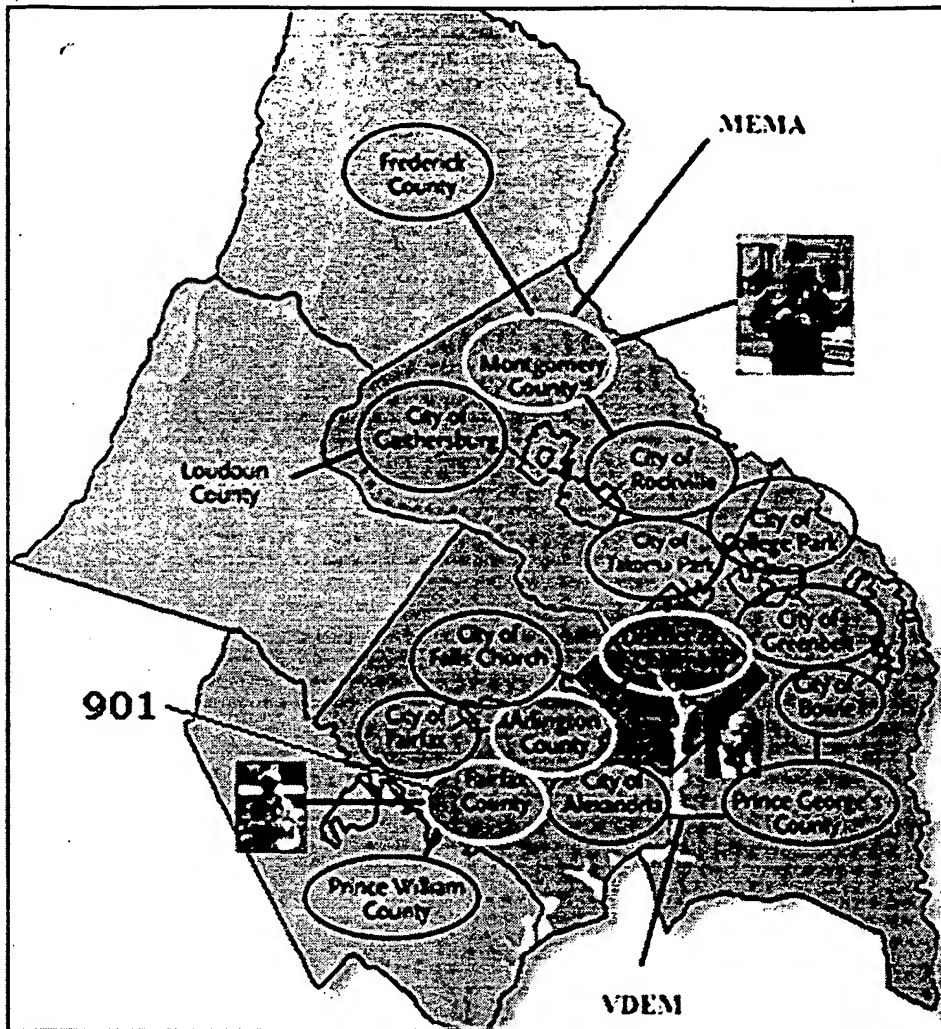 MEMA
Frederick
County
Montgomery
County
City of
Gaithersburg
Loudoun
County
City of
Rockville
City of
College Park
City of
Takoma Park
City of
Falls Church
District of
City of
Greenbelt
901
City of
Fairfax
Arlington
County
City of
Bowie
Fairfax
County
City of
Alexandria
Prince George's
County
Prince William
County
VDEM